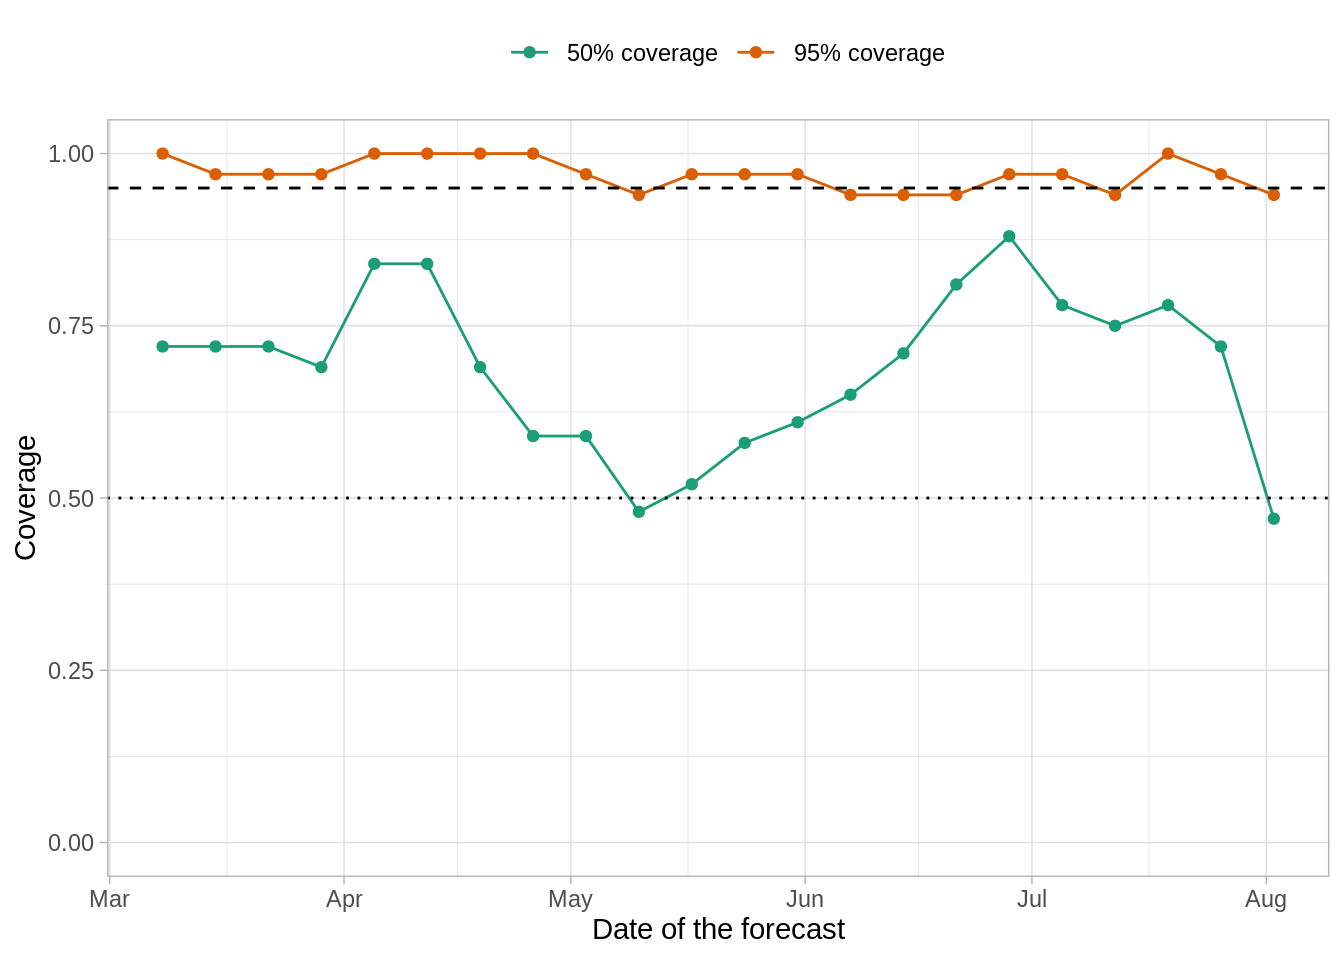 50% coverage 95% coverage
1.00
0.75
0.50
0.25
0.00
Coverage
Mar Apr May Jun Jul Aug
Date of the forecast